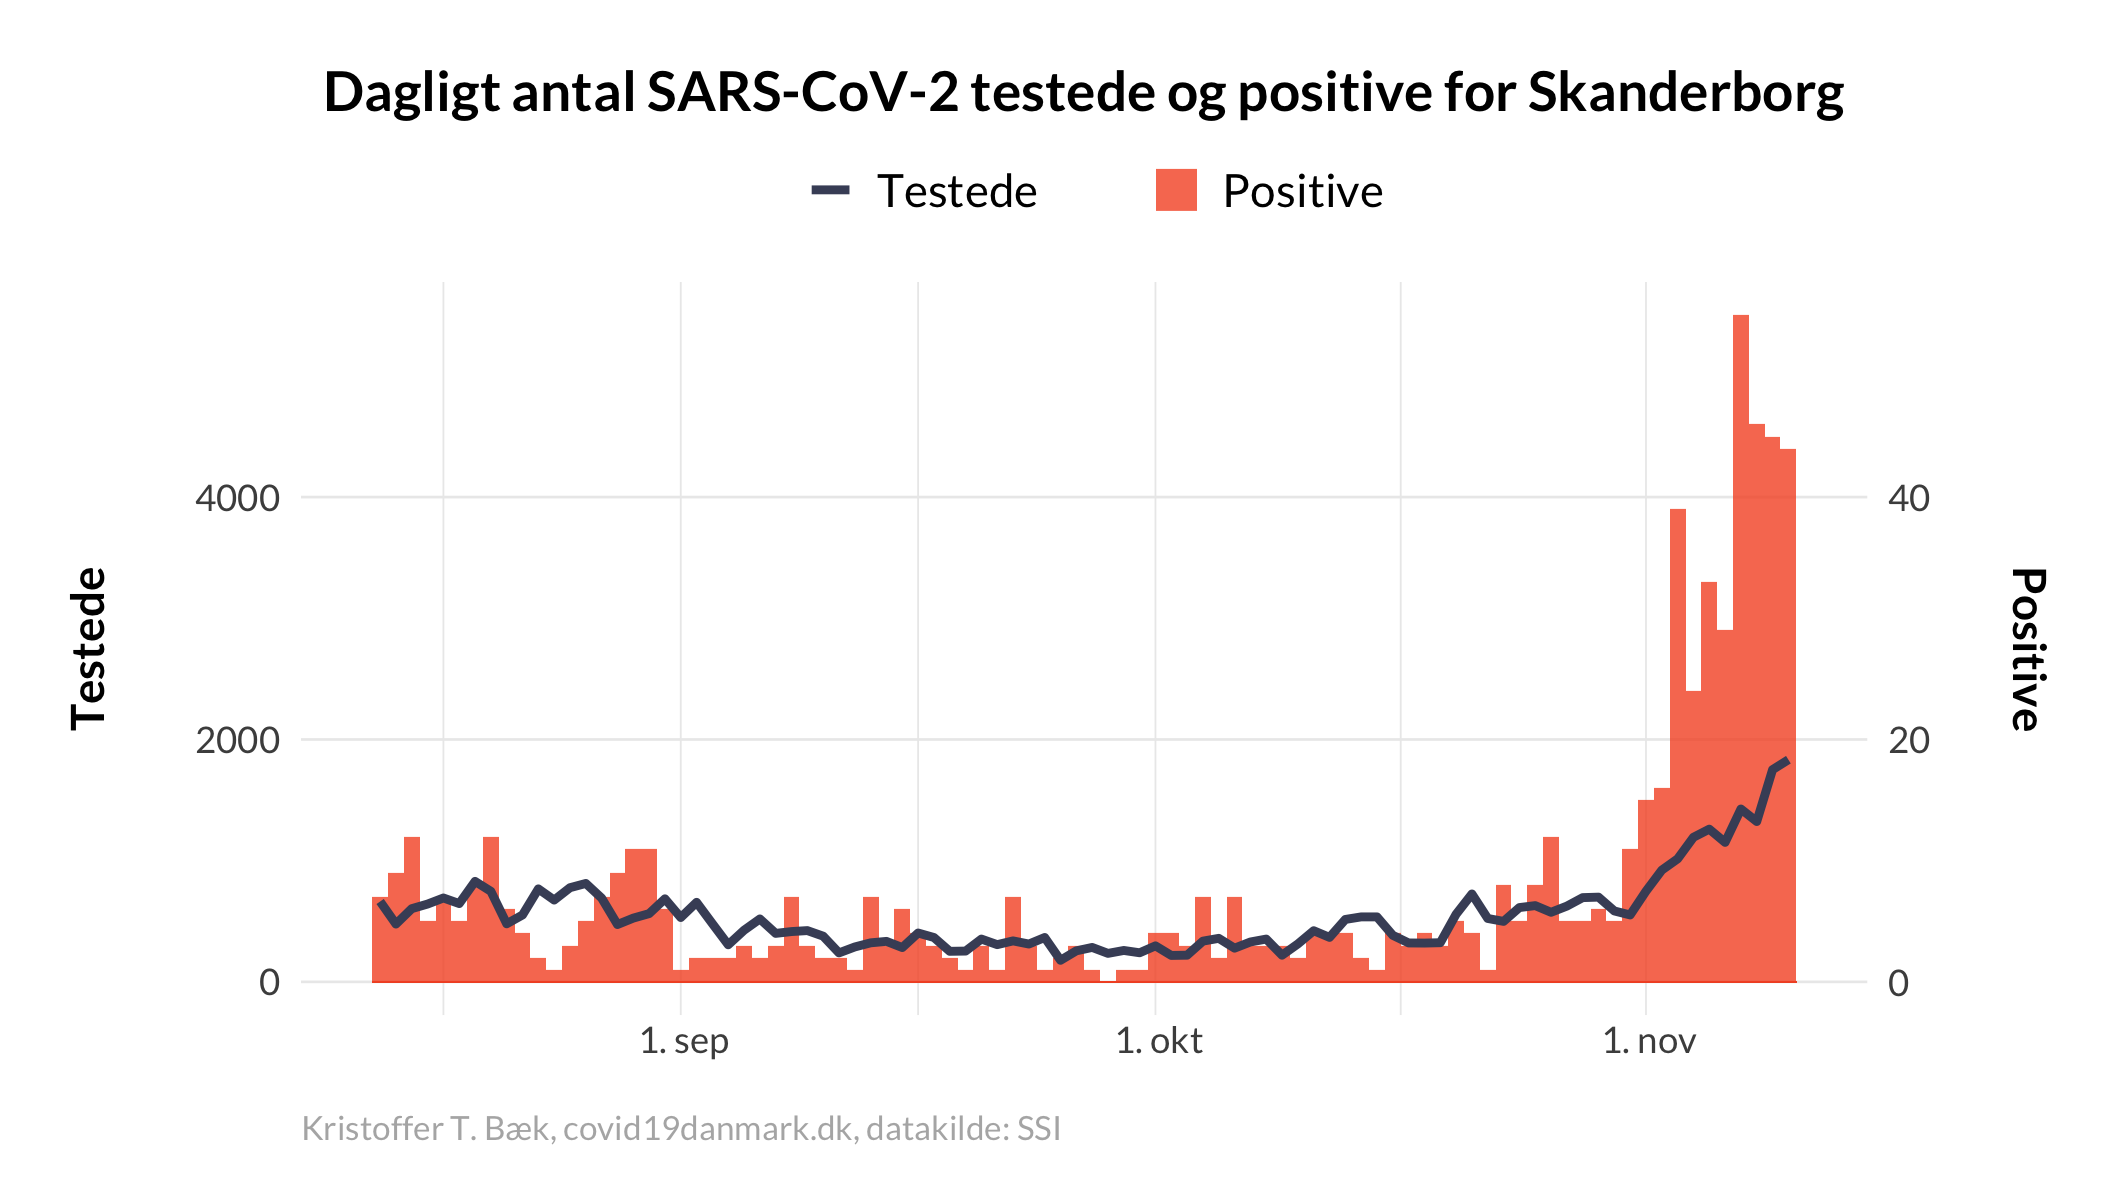 Dagligt antal SARS-CoV-2 testede og positive for Skanderborg
Testede
Positive
4000
2000
0
Testede
40
20
0
Positive
1. sep
1. okt
1. nov
Kristoffer T. Bæk, covid19danmark.dk, datakilde: SSI